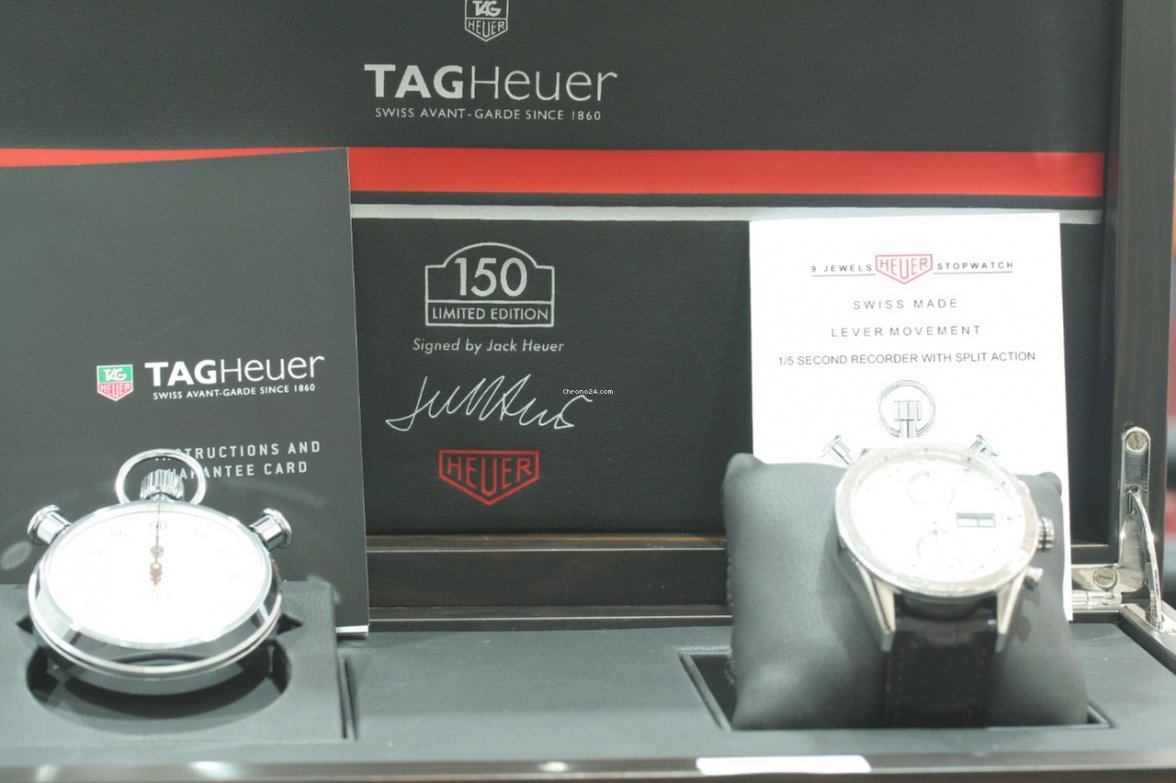 TAG
HEUER
TAGHeuer
SWISS AVANT-GARDE SINCE 1860
150
LIMITED EDITION
Signed by Jack Heuer
Chrono24.com
HEUER
9 JEWELS HEUER STOPWATCH
SWISS MADE
LEVER MOVEMENT
1/5 SECOND RECORDER WITH SPLIT ACTION
TAG
HEUER
TAGHeuer
SWISS AVANT-GARDE SINCE 1860
INSTRUCTIONS AND
GUARANTEE CARD
60